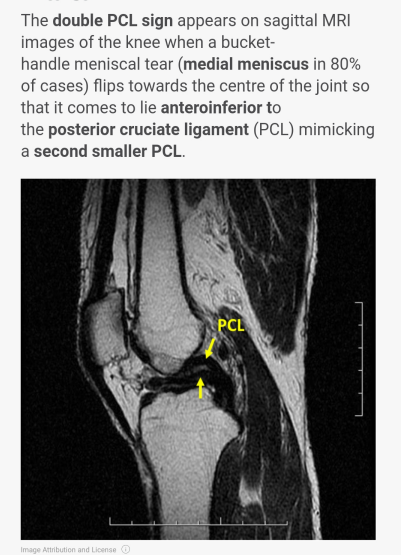 The double PCL sign appears on sagittal MRI
images of the knee when a bucket-
handle meniscal tear (medial meniscus in 80%
of cases) flips towards the centre of the joint so
that it comes to lie anteroinferior to
the posterior cruciate ligament (PCL) mimicking
a second smaller PCL.
PCL
Image Attribution and License ⓘ